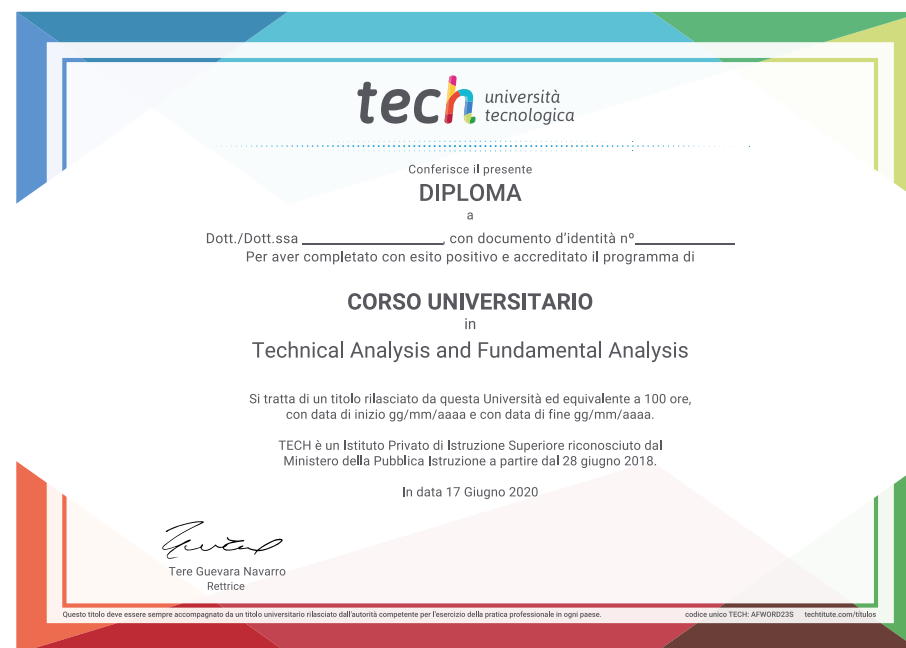 tech università
tecnologica
Conferisce il presente
DIPLOMA
a
Dott./Dott.ssa ____________________, con documento d'identità nº______________
Per aver completato con esito positivo e accreditato il programma di
CORSO UNIVERSITARIO
in
Technical Analysis and Fundamental Analysis
Si tratta di un titolo rilasciato da questa Università ed equivalente a 100 ore,
con data di inizio gg/mm/aaaa e con data di fine gg/mm/aaaa.
TECH è un Istituto Privato di Istruzione Superiore riconosciuto dal
Ministero della Pubblica Istruzione a partire dal 28 giugno 2018.
In data 17 Giugno 2020
Tere Guevara Navarro
Rettrice
Questo titolo deve essere sempre accompagnato da un titolo universitario rilasciato dall'autorità competente per l'esercizio della pratica professionale in ogni paese. codice unico TECH: AFWORD23S techtitute.com/titulos